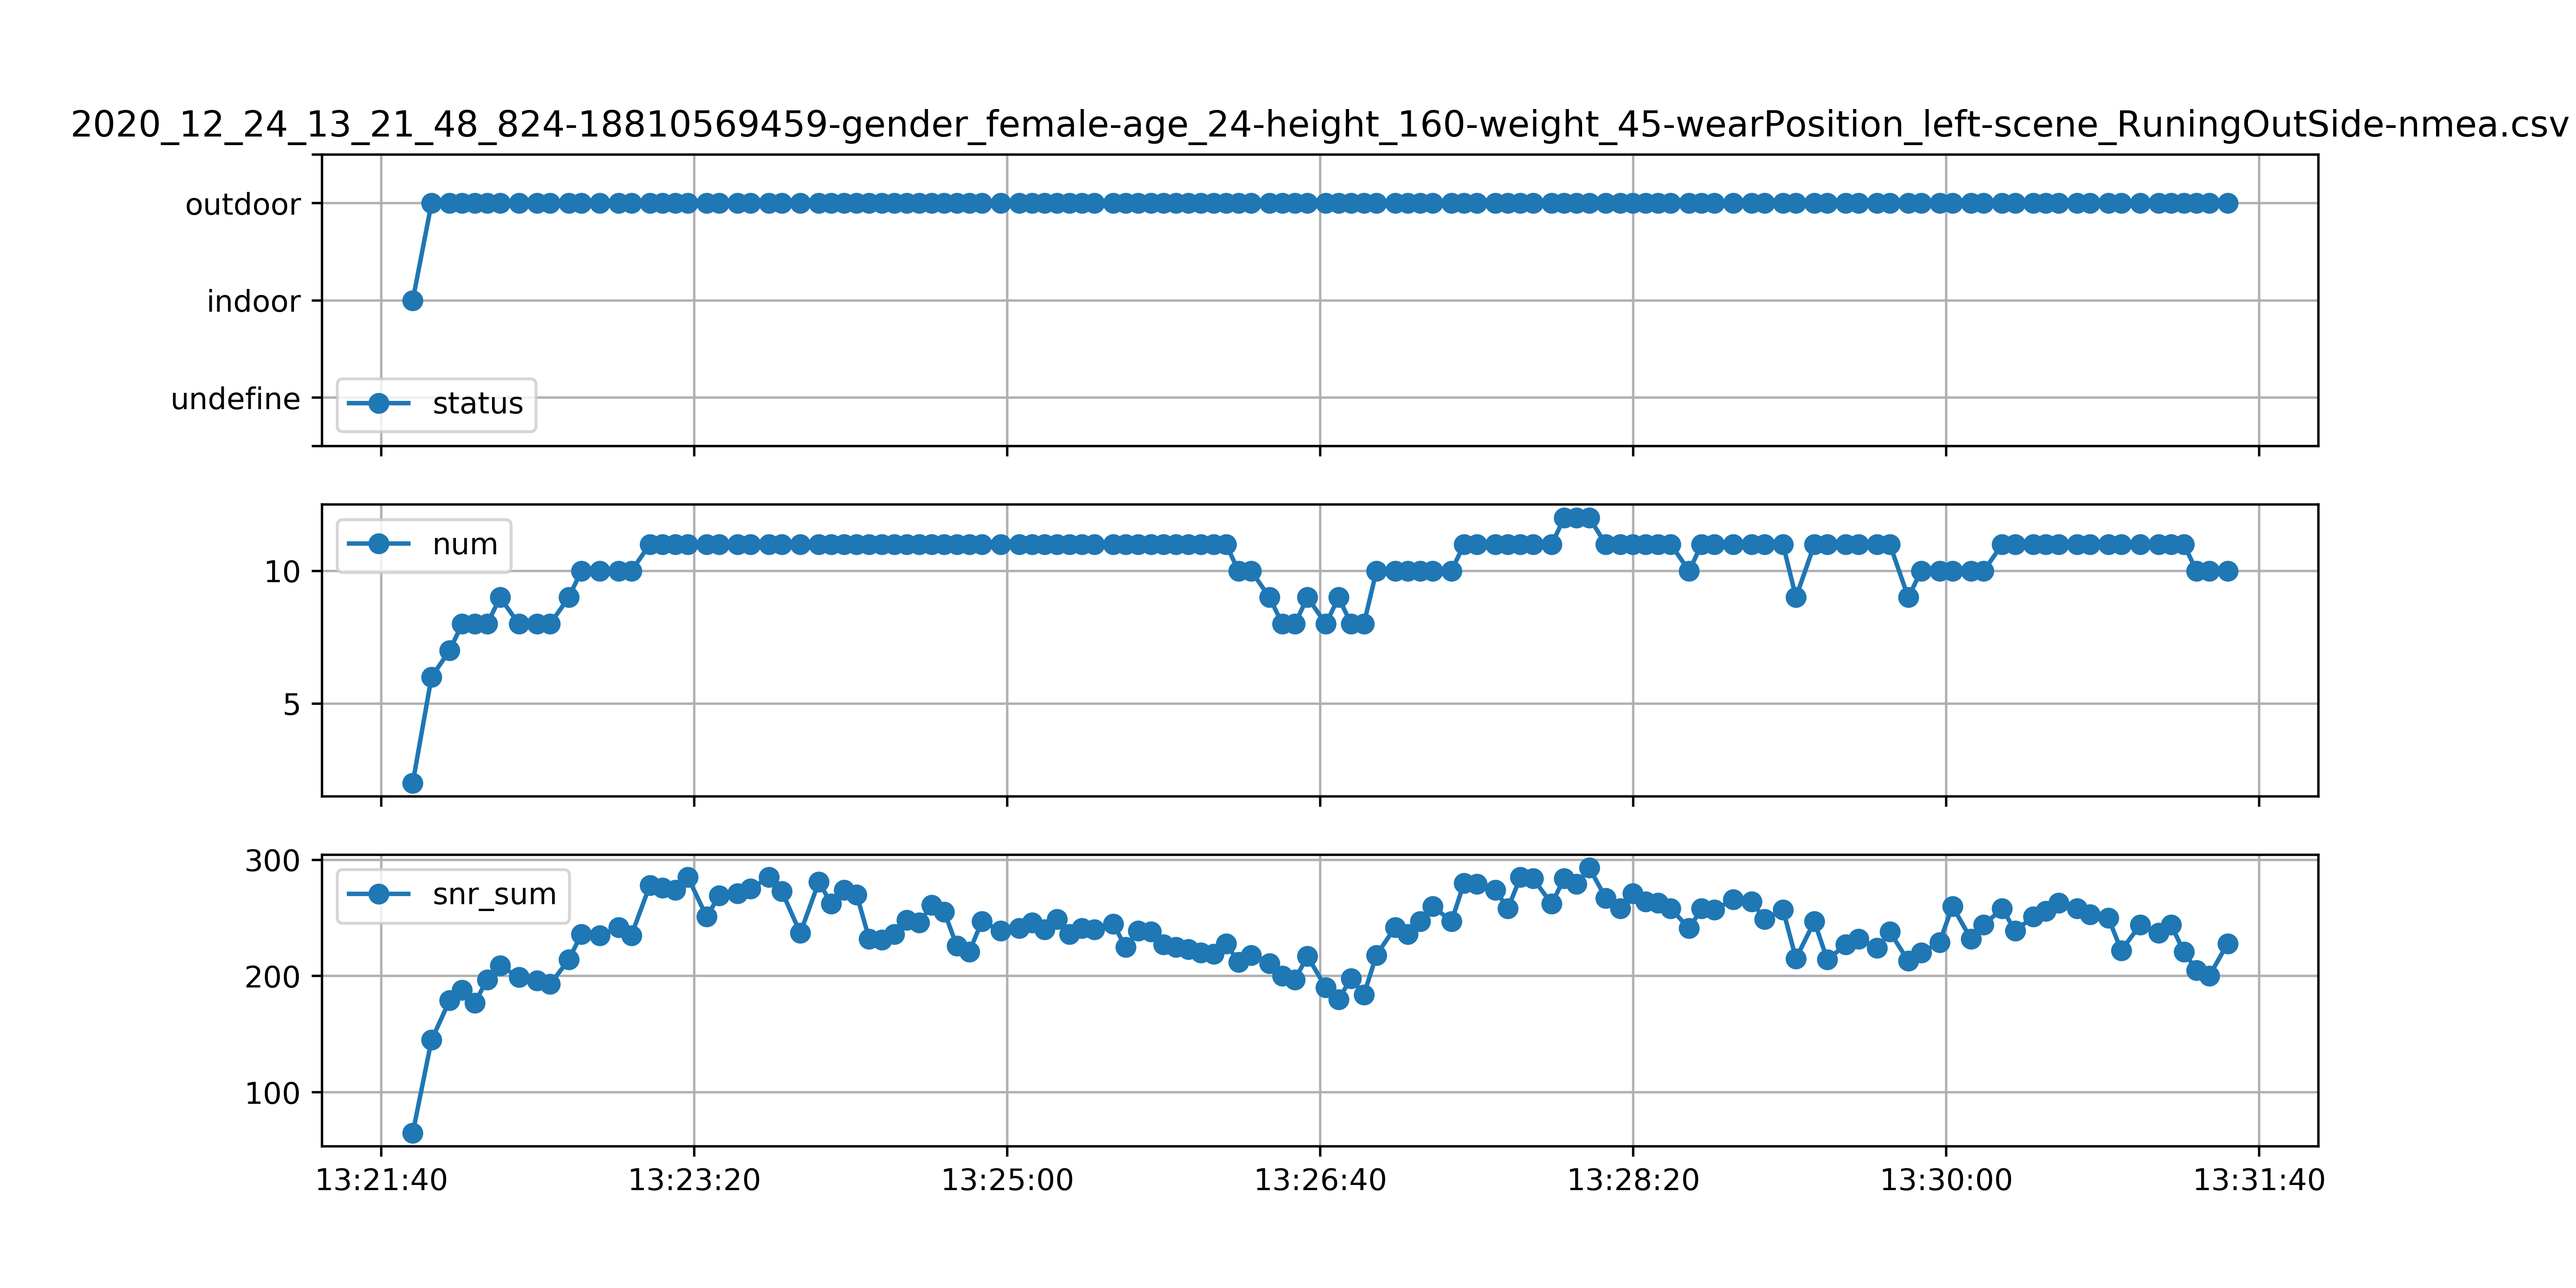 2020_12_24_13_21_48_824-18810569459-gender_female-age_24-height_160-weight_45-wearPosition_left-scene_RuningOutSide-nmea.csv
outdoor
indoor
undefine
status
num
10
5
snr_sum
300
200
100
13:21:40 13:23:20 13:25:00 13:26:40 13:28:20 13:30:00 13:31:40